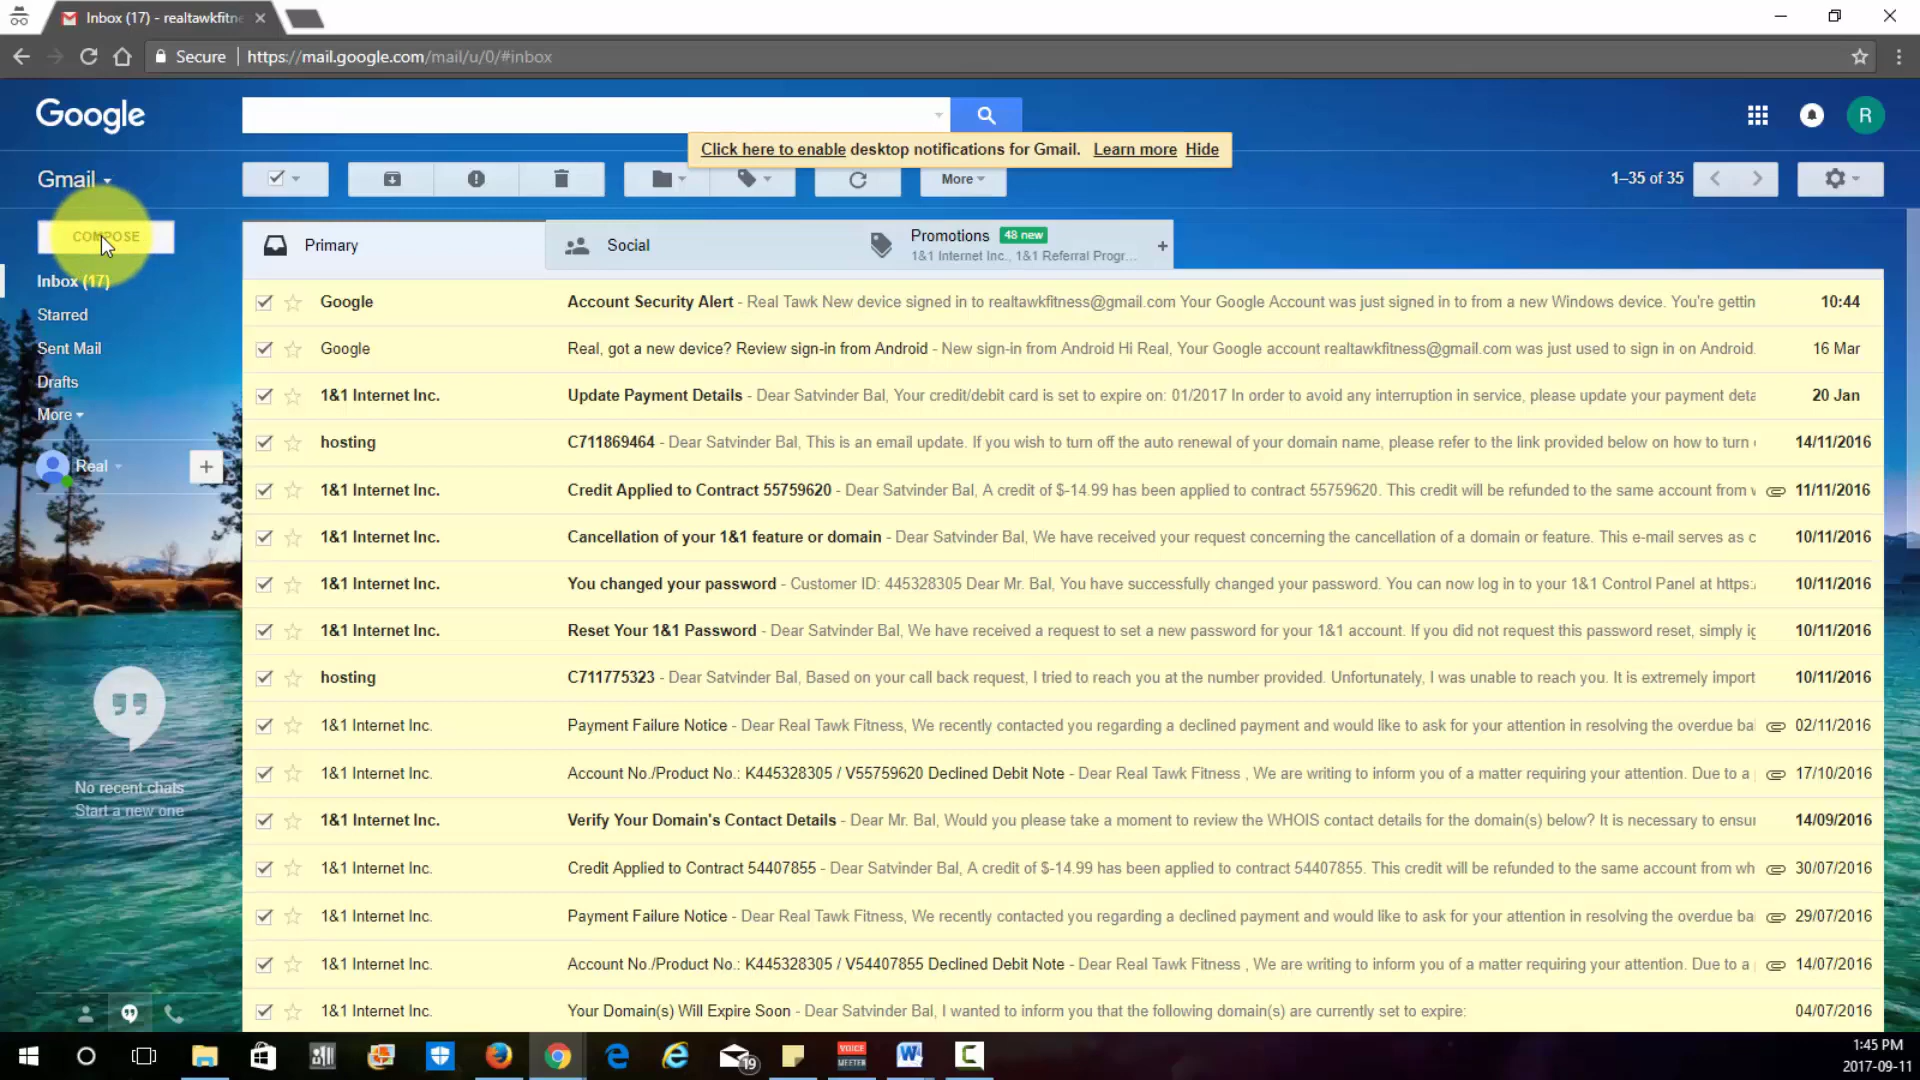 Inbox (17) - realtawkfitne
Secure https://mail.google.com/mail/u/0/#inbox
Google
Click here to enable desktop notifications for Gmail. Learn more Hide
Gmail
More
1–35 of 35
COMPOSE
Inbox (17)
Starred
Sent Mail
Drafts
More
Real
No recent chats
Start a new one
Primary
Social
Promotions 48 new
1&1 Internet Inc., 1&1 Referral Progr...
R
Google Account Security Alert - Real Tawk New device signed in to realtawkfitness@gmail.com Your Google Account was just signed in to from a new Windows device. You're gettin 10:44
Google Real, got a new device? Review sign-in from Android - New sign-in from Android Hi Real, Your Google account realtawkfitness@gmail.com was just used to sign in on Android. 16 Mar
1&1 Internet Inc. Update Payment Details - Dear Satvinder Bal, Your credit/debit card is set to expire on: 01/2017 In order to avoid any interruption in service, please update your payment deta 20 Jan
hosting C711869464 - Dear Satvinder Bal, This is an email update. If you wish to turn off the auto renewal of your domain name, please refer to the link provided below on how to turn 14/11/2016
1&1 Internet Inc. Credit Applied to Contract 55759620 - Dear Satvinder Bal, A credit of $-14.99 has been applied to contract 55759620. This credit will be refunded to the same account from 11/11/2016
1&1 Internet Inc. Cancellation of your 1&1 feature or domain - Dear Satvinder Bal, We have received your request concerning the cancellation of a domain or feature. This e-mail serves as c 10/11/2016
1&1 Internet Inc. You changed your password - Customer ID: 445328305 Dear Mr. Bal, You have successfully changed your password. You can now log in to your 1&1 Control Panel at https: 10/11/2016
1&1 Internet Inc. Reset Your 1&1 Password - Dear Satvinder Bal, We have received a request to set a new password for your 1&1 account. If you did not request this password reset, simply ig 10/11/2016
hosting C711775323 - Dear Satvinder Bal, Based on your call back request, I tried to reach you at the number provided. Unfortunately, I was unable to reach you. It is extremely import 10/11/2016
1&1 Internet Inc. Payment Failure Notice - Dear Real Tawk Fitness, We recently contacted you regarding a declined payment and would like to ask for your attention in resolving the overdue ba 02/11/2016
1&1 Internet Inc. Account No./Product No.: K445328305 / V55759620 Declined Debit Note - Dear Real Tawk Fitness , We are writing to inform you of a matter requiring your attention. Due to a 17/10/2016
1&1 Internet Inc. Verify Your Domain's Contact Details - Dear Mr. Bal, Would you please take a moment to review the WHOIS contact details for the domain(s) below? It is necessary to ensur 14/09/2016
1&1 Internet Inc. Credit Applied to Contract 54407855 - Dear Satvinder Bal, A credit of $-14.99 has been applied to contract 54407855. This credit will be refunded to the same account from wh 30/07/2016
1&1 Internet Inc. Payment Failure Notice - Dear Real Tawk Fitness, We recently contacted you regarding a declined payment and would like to ask for your attention in resolving the overdue ba 29/07/2016
1&1 Internet Inc. Account No./Product No.: K445328305 / V54407855 Declined Debit Note - Dear Real Tawk Fitness , We are writing to inform you of a matter requiring your attention. Due to a 14/07/2016
1&1 Internet Inc. Your Domain(s) Will Expire Soon - Dear Satvinder Bal, I wanted to inform you that the following domain(s) are currently set to expire: 04/07/2016
19
VOICE
MEETER
1:45 PM
2017-09-11